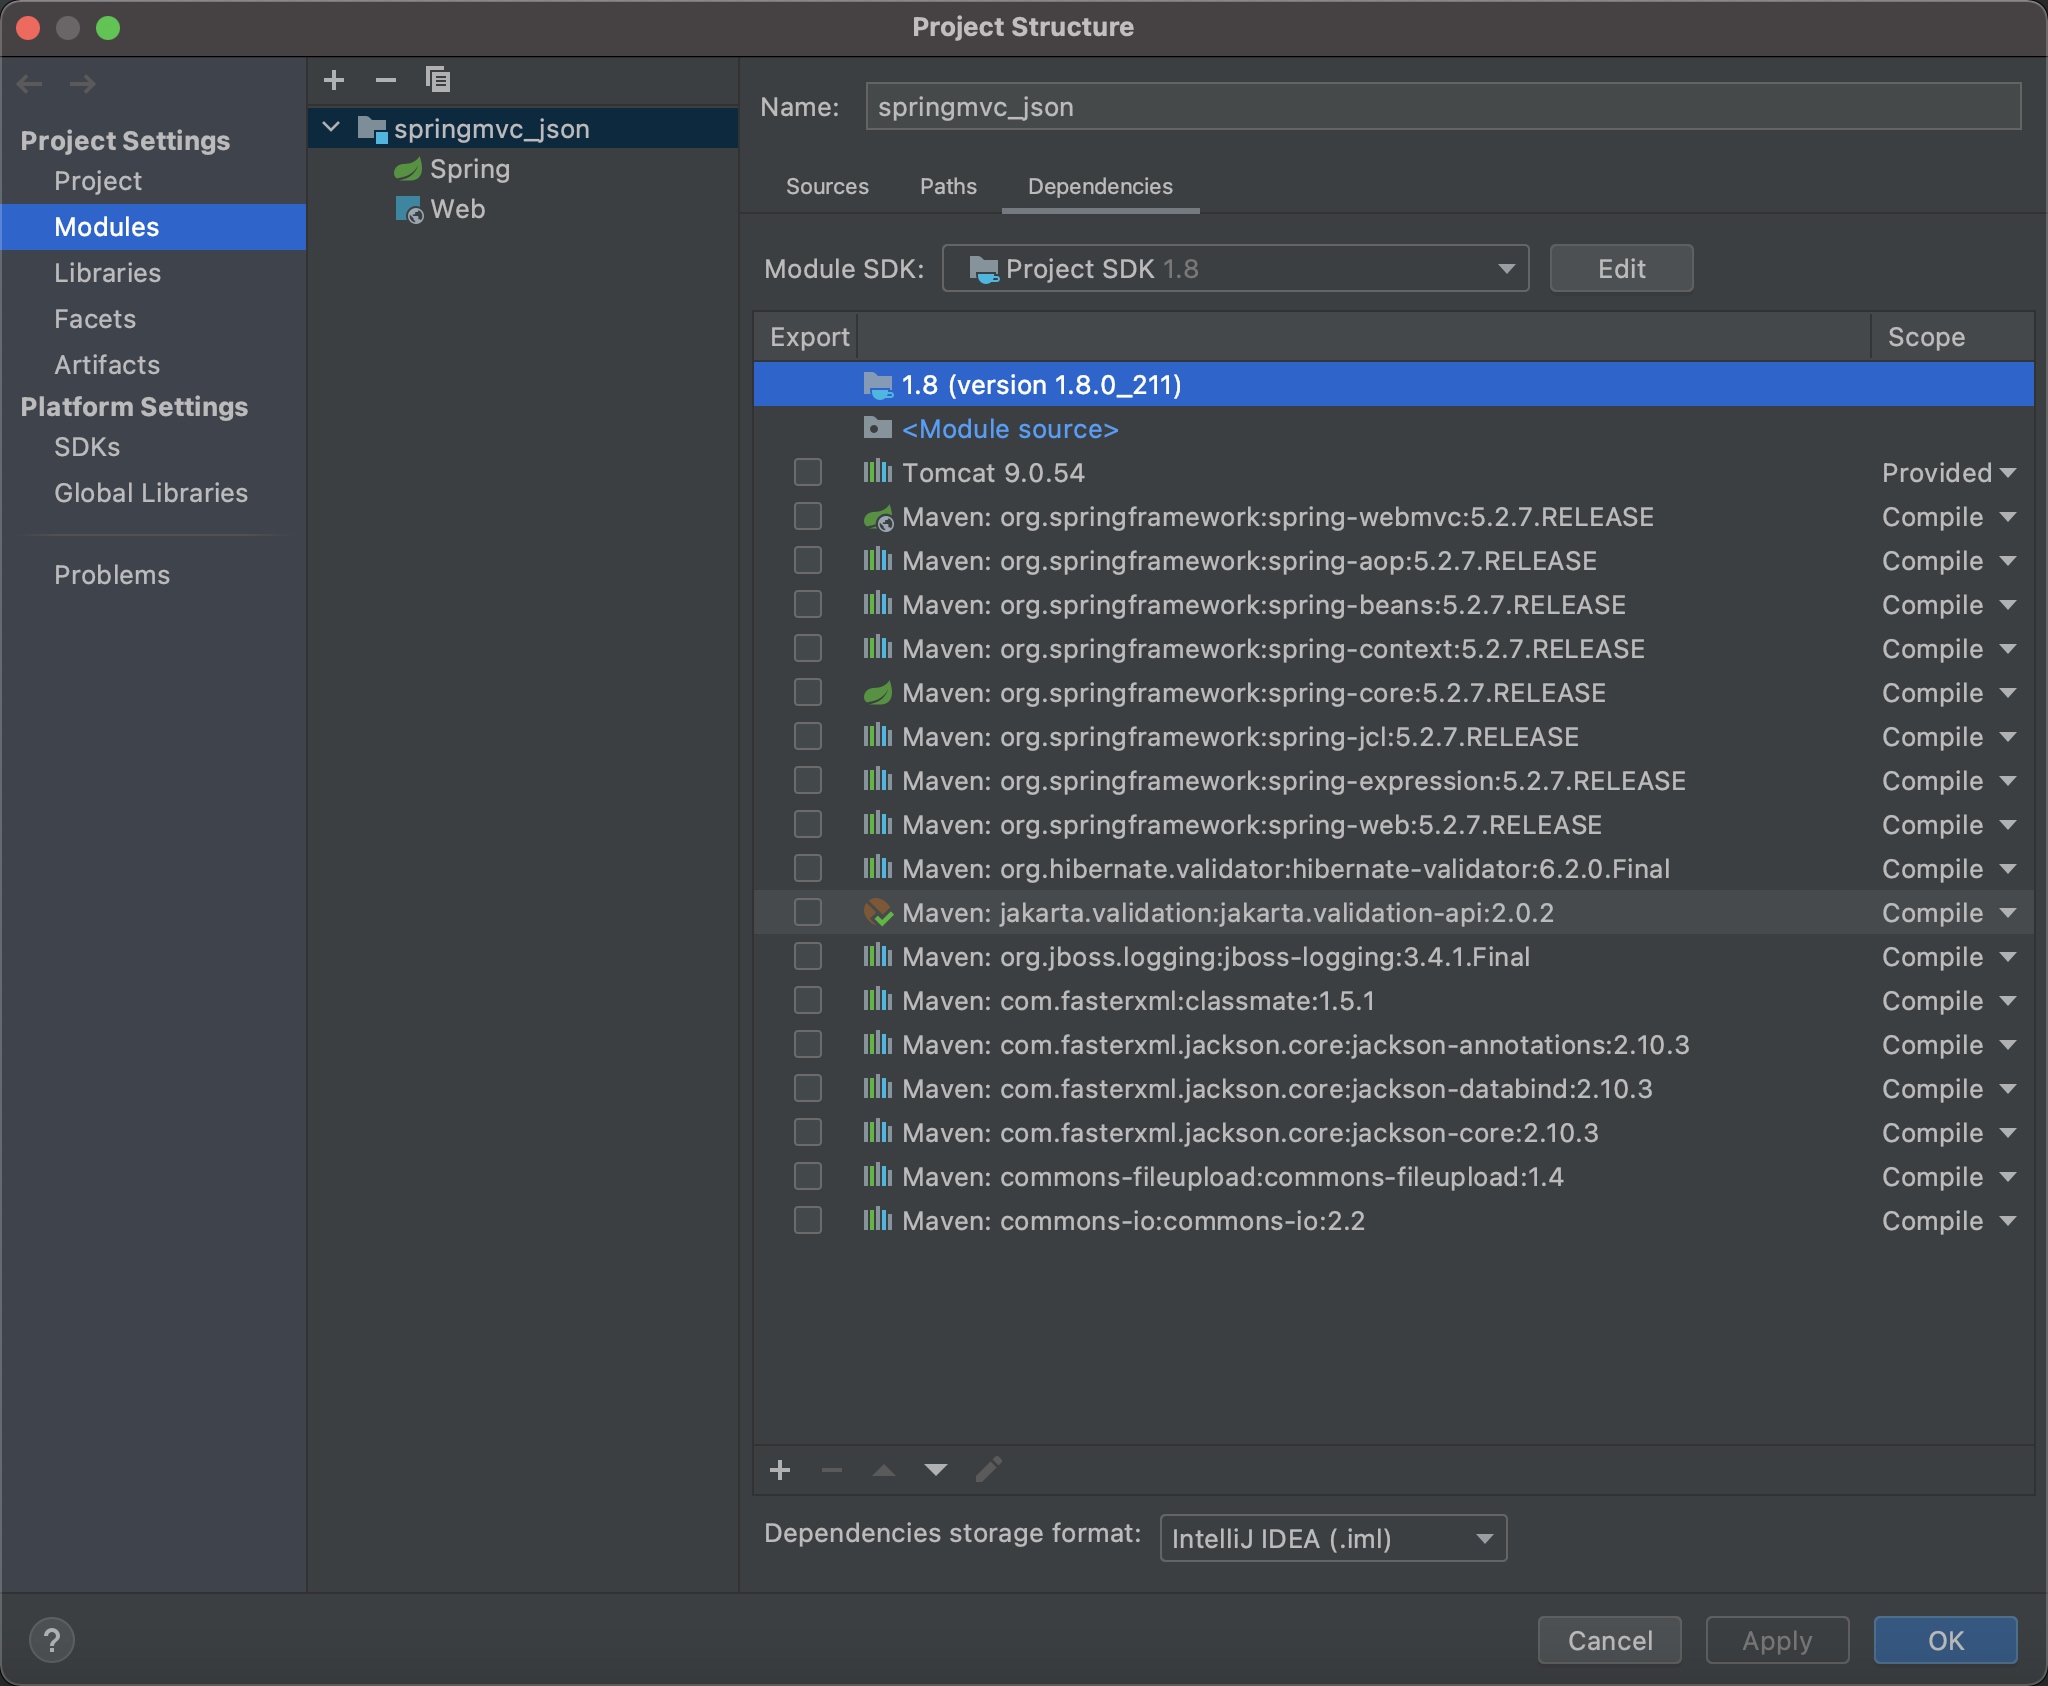 Project Structure
Project Settings
Project
Modules
Libraries
Facets
Artifacts
Platform Settings
SDKs
Global Libraries
Problems
springmvc_json
Spring
Web
Name: springmvc_json
Sources Paths Dependencies
Module SDK: Project SDK 1.8 Edit
Export Scope
1.8 (version 1.8.0_211)
<Module source>
Tomcat 9.0.54 Provided
Maven: org.springframework:spring-webmvc:5.2.7.RELEASE Compile
Maven: org.springframework:spring-aop:5.2.7.RELEASE Compile
Maven: org.springframework:spring-beans:5.2.7.RELEASE Compile
Maven: org.springframework:spring-context:5.2.7.RELEASE Compile
Maven: org.springframework:spring-core:5.2.7.RELEASE Compile
Maven: org.springframework:spring-jcl:5.2.7.RELEASE Compile
Maven: org.springframework:spring-expression:5.2.7.RELEASE Compile
Maven: org.springframework:spring-web:5.2.7.RELEASE Compile
Maven: org.hibernate.validator:hibernate-validator:6.2.0.Final Compile
Maven: jakarta.validation:jakarta.validation-api:2.0.2 Compile
Maven: org.jboss.logging:jboss-logging:3.4.1.Final Compile
Maven: com.fasterxml:classmate:1.5.1 Compile
Maven: com.fasterxml.jackson.core:jackson-annotations:2.10.3 Compile
Maven: com.fasterxml.jackson.core:jackson-databind:2.10.3 Compile
Maven: com.fasterxml.jackson.core:jackson-core:2.10.3 Compile
Maven: commons-fileupload:commons-fileupload:1.4 Compile
Maven: commons-io:commons-io:2.2 Compile
Dependencies storage format: IntelliJ IDEA (.iml)
? Cancel Apply OK